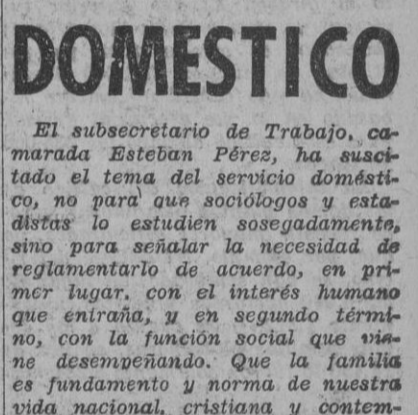 DOMESTICO
El subsecretario de Trabajo, ca-
marada Esteban Pérez, ha susci-
tado el tema del servicio domésti-
co, no para que sociólogos y esta-
distas lo estudien sosegadamente,
sino para señalar la necesidad de
reglamentarlo de acuerdo, en pri-
mer lugar, con el interés humano
que entraña, y en segundo térmi-
no, con la función social que vie-
ne desempeñando. Que la familia
es fundamento y norma de nuestra
vida nacional, cristiana y contem-